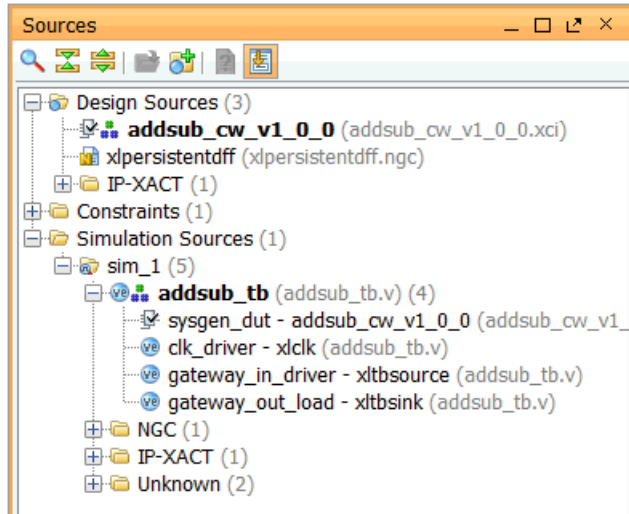 Sources
Design Sources (3)
addsub_cw_v1_0_0 (addsub_cw_v1_0_0.xci)
xlpersistentdff (xlpersistentdff.ngc)
IP-XACT (1)
Constraints (1)
Simulation Sources (1)
sim_1 (5)
addsub_tb (addsub_tb.v) (4)
sysgen_dut - addsub_cw_v1_0_0 (addsub_cw_v1_
clk_driver - xlclk (addsub_tb.v)
gateway_in_driver - xltbsource (addsub_tb.v)
gateway_out_load - xltbsink (addsub_tb.v)
NGC (1)
IP-XACT (1)
Unknown (2)